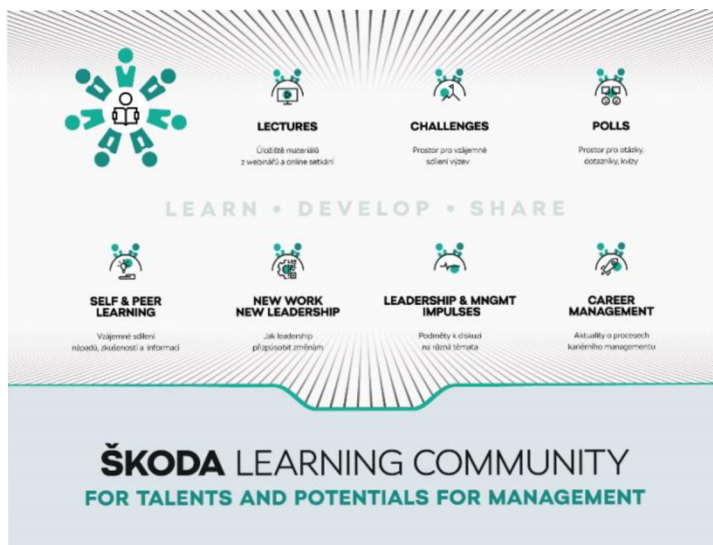 LECTURES
Úložiště materiálů
z webinářů a online setkání
CHALLENGES
Prostor pro vzájemné
sdílení výzev
POLLS
Prostor pro otázky,
dotazníky, kvízy
LEARN • DEVELOP • SHARE
SELF & PEER
LEARNING
Vzájemné sdílení
nápadů, zkušeností a informací
NEW WORK
NEW LEADERSHIP
Jak leadership
přizpůsobit změnám
LEADERSHIP & MNGMT
IMPULSES
Podněty k diskuzi
na různá témata
CAREER
MANAGEMENT
Aktuality o procesech
kariérního managementu
ŠKODA LEARNING COMMUNITY
FOR TALENTS AND POTENTIALS FOR MANAGEMENT